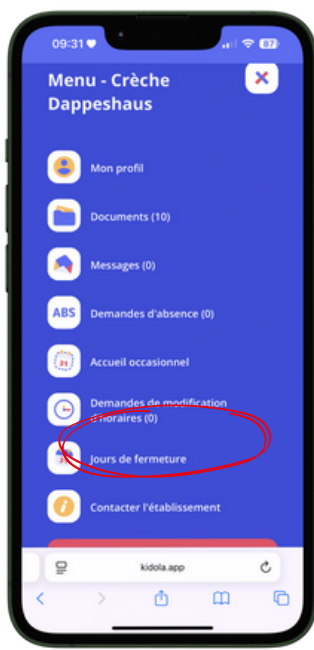 09:31
87
Menu - Crèche
Dappeshaus
Mon profil
Documents (10)
Messages (0)
ABS
Demandes d'absence (0)
31
Accueil occasionnel
Demandes de modification
d'horaires (0)
Jours de fermeture
Contacter l'établissement
kidola.app